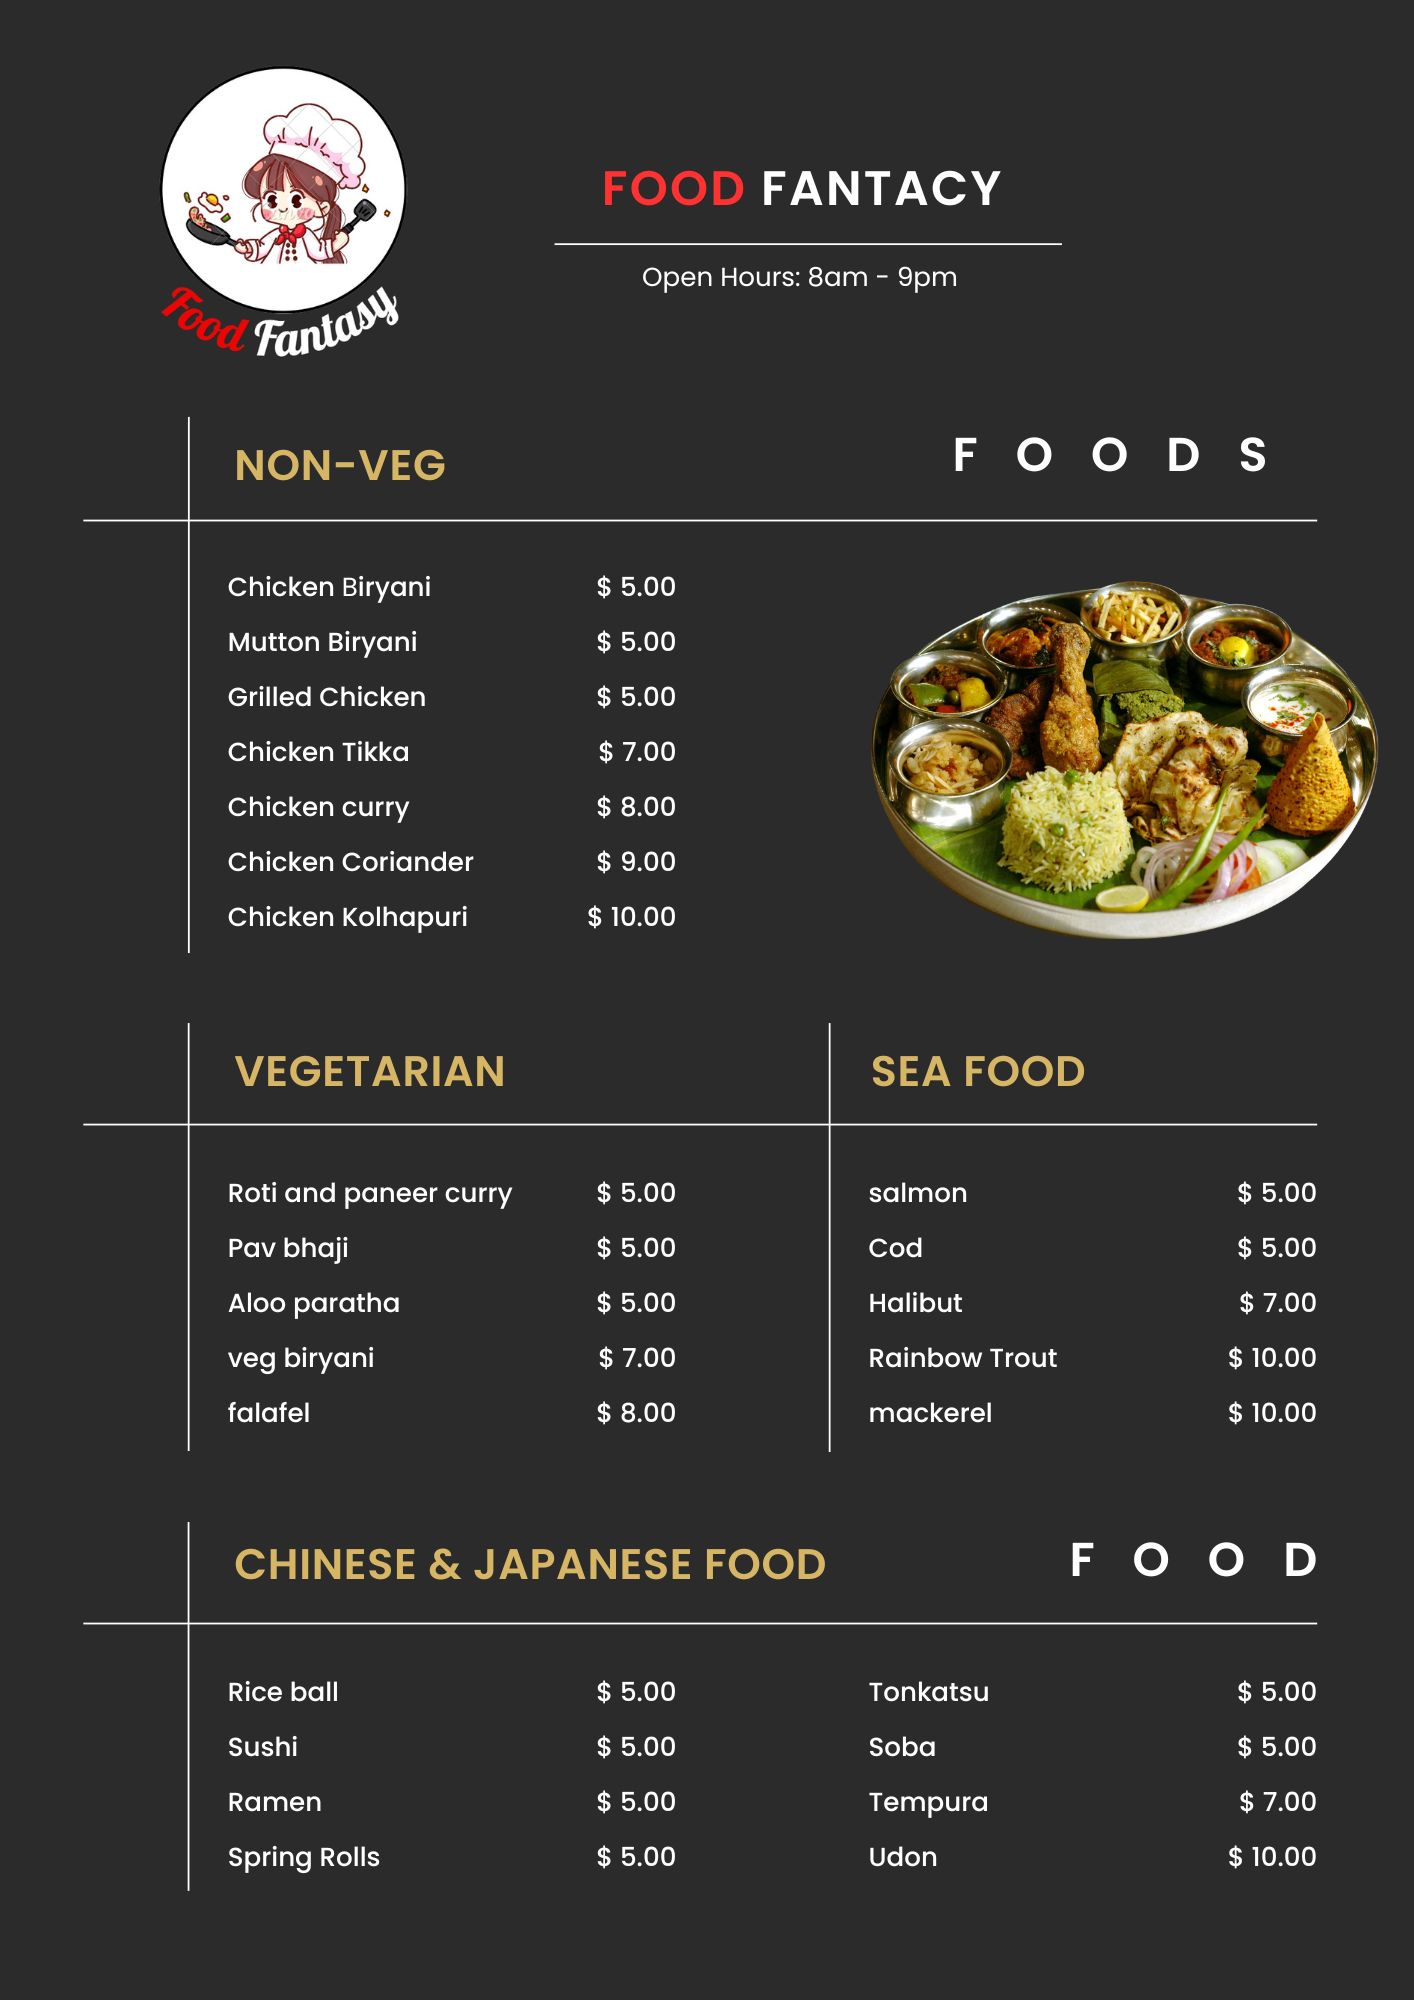 Food Fantasy
FOOD FANTACY
Open Hours: 8am - 9pm
NON-VEG
F O O D S
Chicken Biryani $ 5.00
Mutton Biryani $ 5.00
Grilled Chicken $ 5.00
Chicken Tikka $ 7.00
Chicken curry $ 8.00
Chicken Coriander $ 9.00
Chicken Kolhapuri $ 10.00
VEGETARIAN
Roti and paneer curry $ 5.00
Pav bhaji $ 5.00
Aloo paratha $ 5.00
veg biryani $ 7.00
falafel $ 8.00
SEA FOOD
salmon $ 5.00
Cod $ 5.00
Halibut $ 7.00
Rainbow Trout $ 10.00
mackerel $ 10.00
CHINESE & JAPANESE FOOD
F O O D
Rice ball $ 5.00
Sushi $ 5.00
Ramen $ 5.00
Spring Rolls $ 5.00
Tonkatsu $ 5.00
Soba $ 5.00
Tempura $ 7.00
Udon $ 10.00